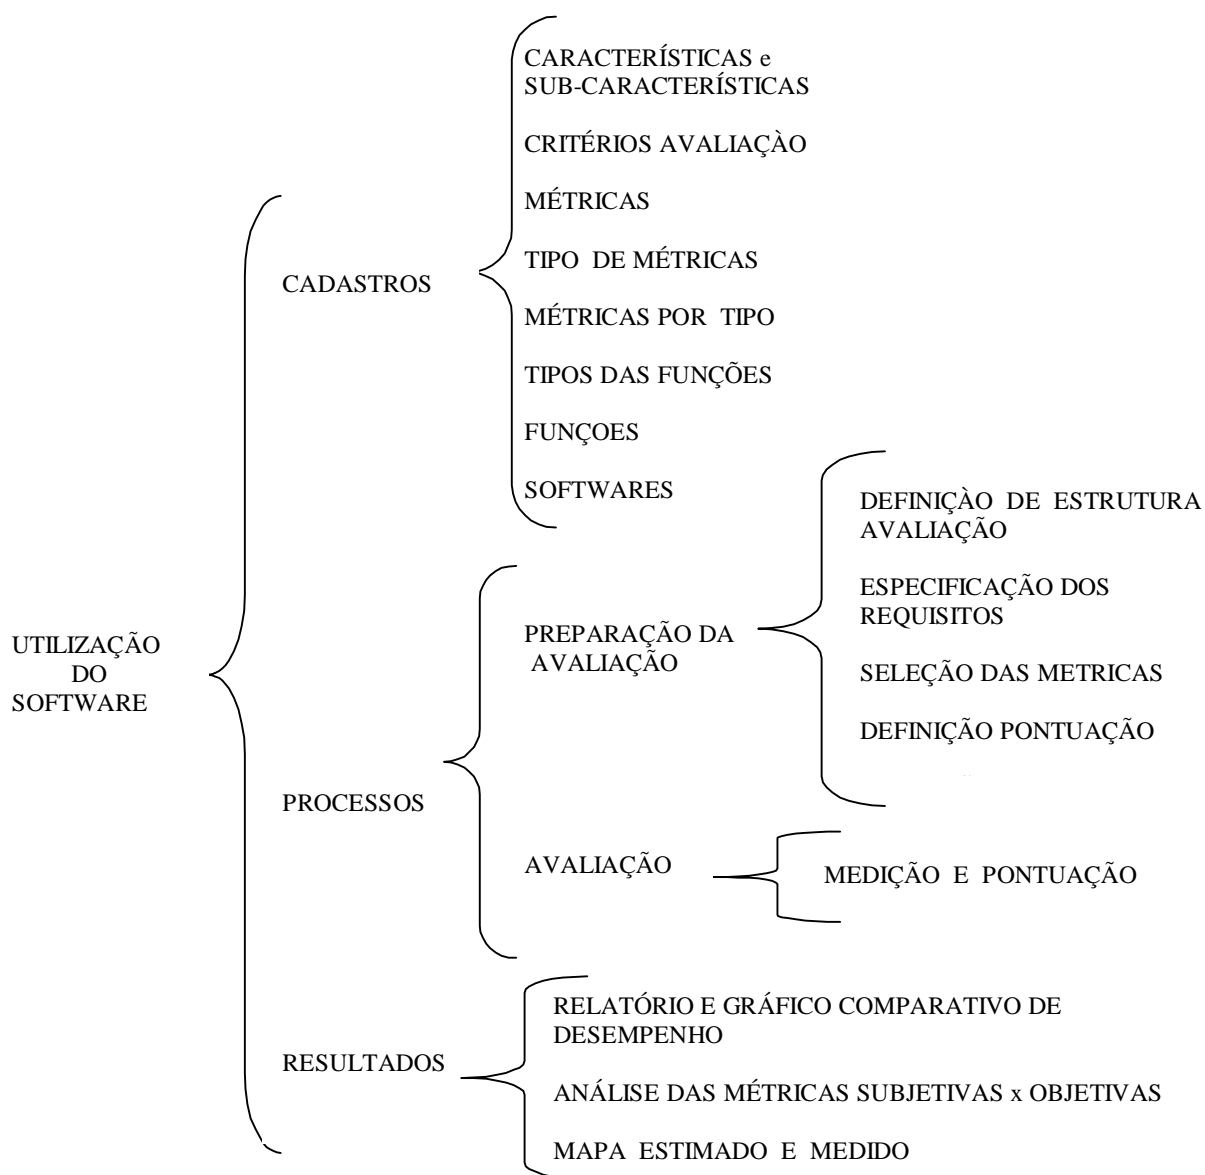 CARACTERÍSTICAS e
SUB-CARACTERÍSTICAS
CRITÉRIOS AVALIAÇÀO
MÉTRICAS
TIPO DE MÉTRICAS
CADASTROS
MÉTRICAS POR TIPO
TIPOS DAS FUNÇÕES
FUNÇOES
SOFTWARES
DEFINIÇÀO DE ESTRUTURA
AVALIAÇÃO
ESPECIFICAÇÃO DOS
REQUISITOS
PREPARAÇÃO DA
AVALIAÇÃO
SELEÇÃO DAS METRICAS
DEFINIÇÃO PONTUAÇÃO
UTILIZAÇÃO
DO
SOFTWARE
PROCESSOS
AVALIAÇÃO
MEDIÇÃO E PONTUAÇÃO
RELATÓRIO E GRÁFICO COMPARATIVO DE
DESEMPENHO
RESULTADOS
ANÁLISE DAS MÉTRICAS SUBJETIVAS x OBJETIVAS
MAPA ESTIMADO E MEDIDO